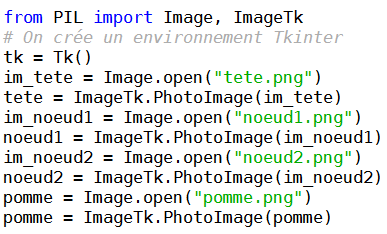 from PIL import Image, ImageTk
# On crée un environnement Tkinter
tk = Tk()
im_tete = Image.open("tete.png")
tete = ImageTk.PhotoImage(im_tete)
im_noeud1 = Image.open("noeud1.png")
noeud1 = ImageTk.PhotoImage(im_noeud1)
im_noeud2 = Image.open("noeud2.png")
noeud2 = ImageTk.PhotoImage(im_noeud2)
pomme = Image.open("pomme.png")
pomme = ImageTk.PhotoImage(pomme)